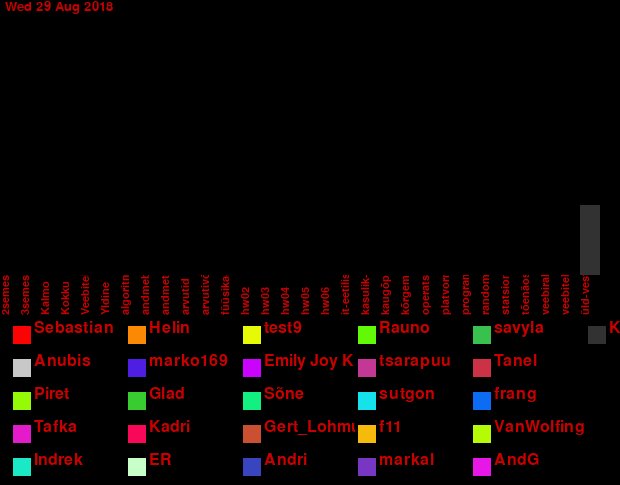 Wed 29 Aug 2018
2semes
3semes
Kalmo
Kokku
Veebite
Yldine
algoritn
andmet
andmet
arvutid
füüsika
hw02
hw03
hw04
hw05
hw06
it-eetilis
kasulik-
kaugõp
kõrgem
operats
platvorr
progran
random
statsior
tõenäos
veebiral
veebitel
üld-ves
Sebastian Helin test9 Rauno savyla K
Anubis marko169 Emily Joy K tsarapuu Tanel
Piret Glad Sõne sutgon frang
Tafka Kadri Gert_Lohmu f11 VanWolfing
Indrek ER Andri markal AndG